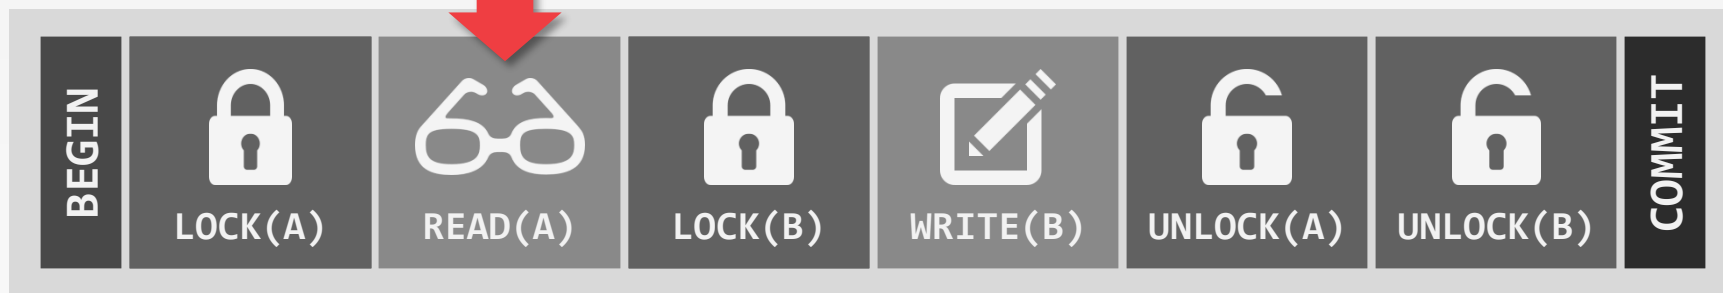 BEGIN
LOCK(A)
READ(A)
LOCK(B)
WRITE(B)
UNLOCK(A)
UNLOCK(B)
COMMIT